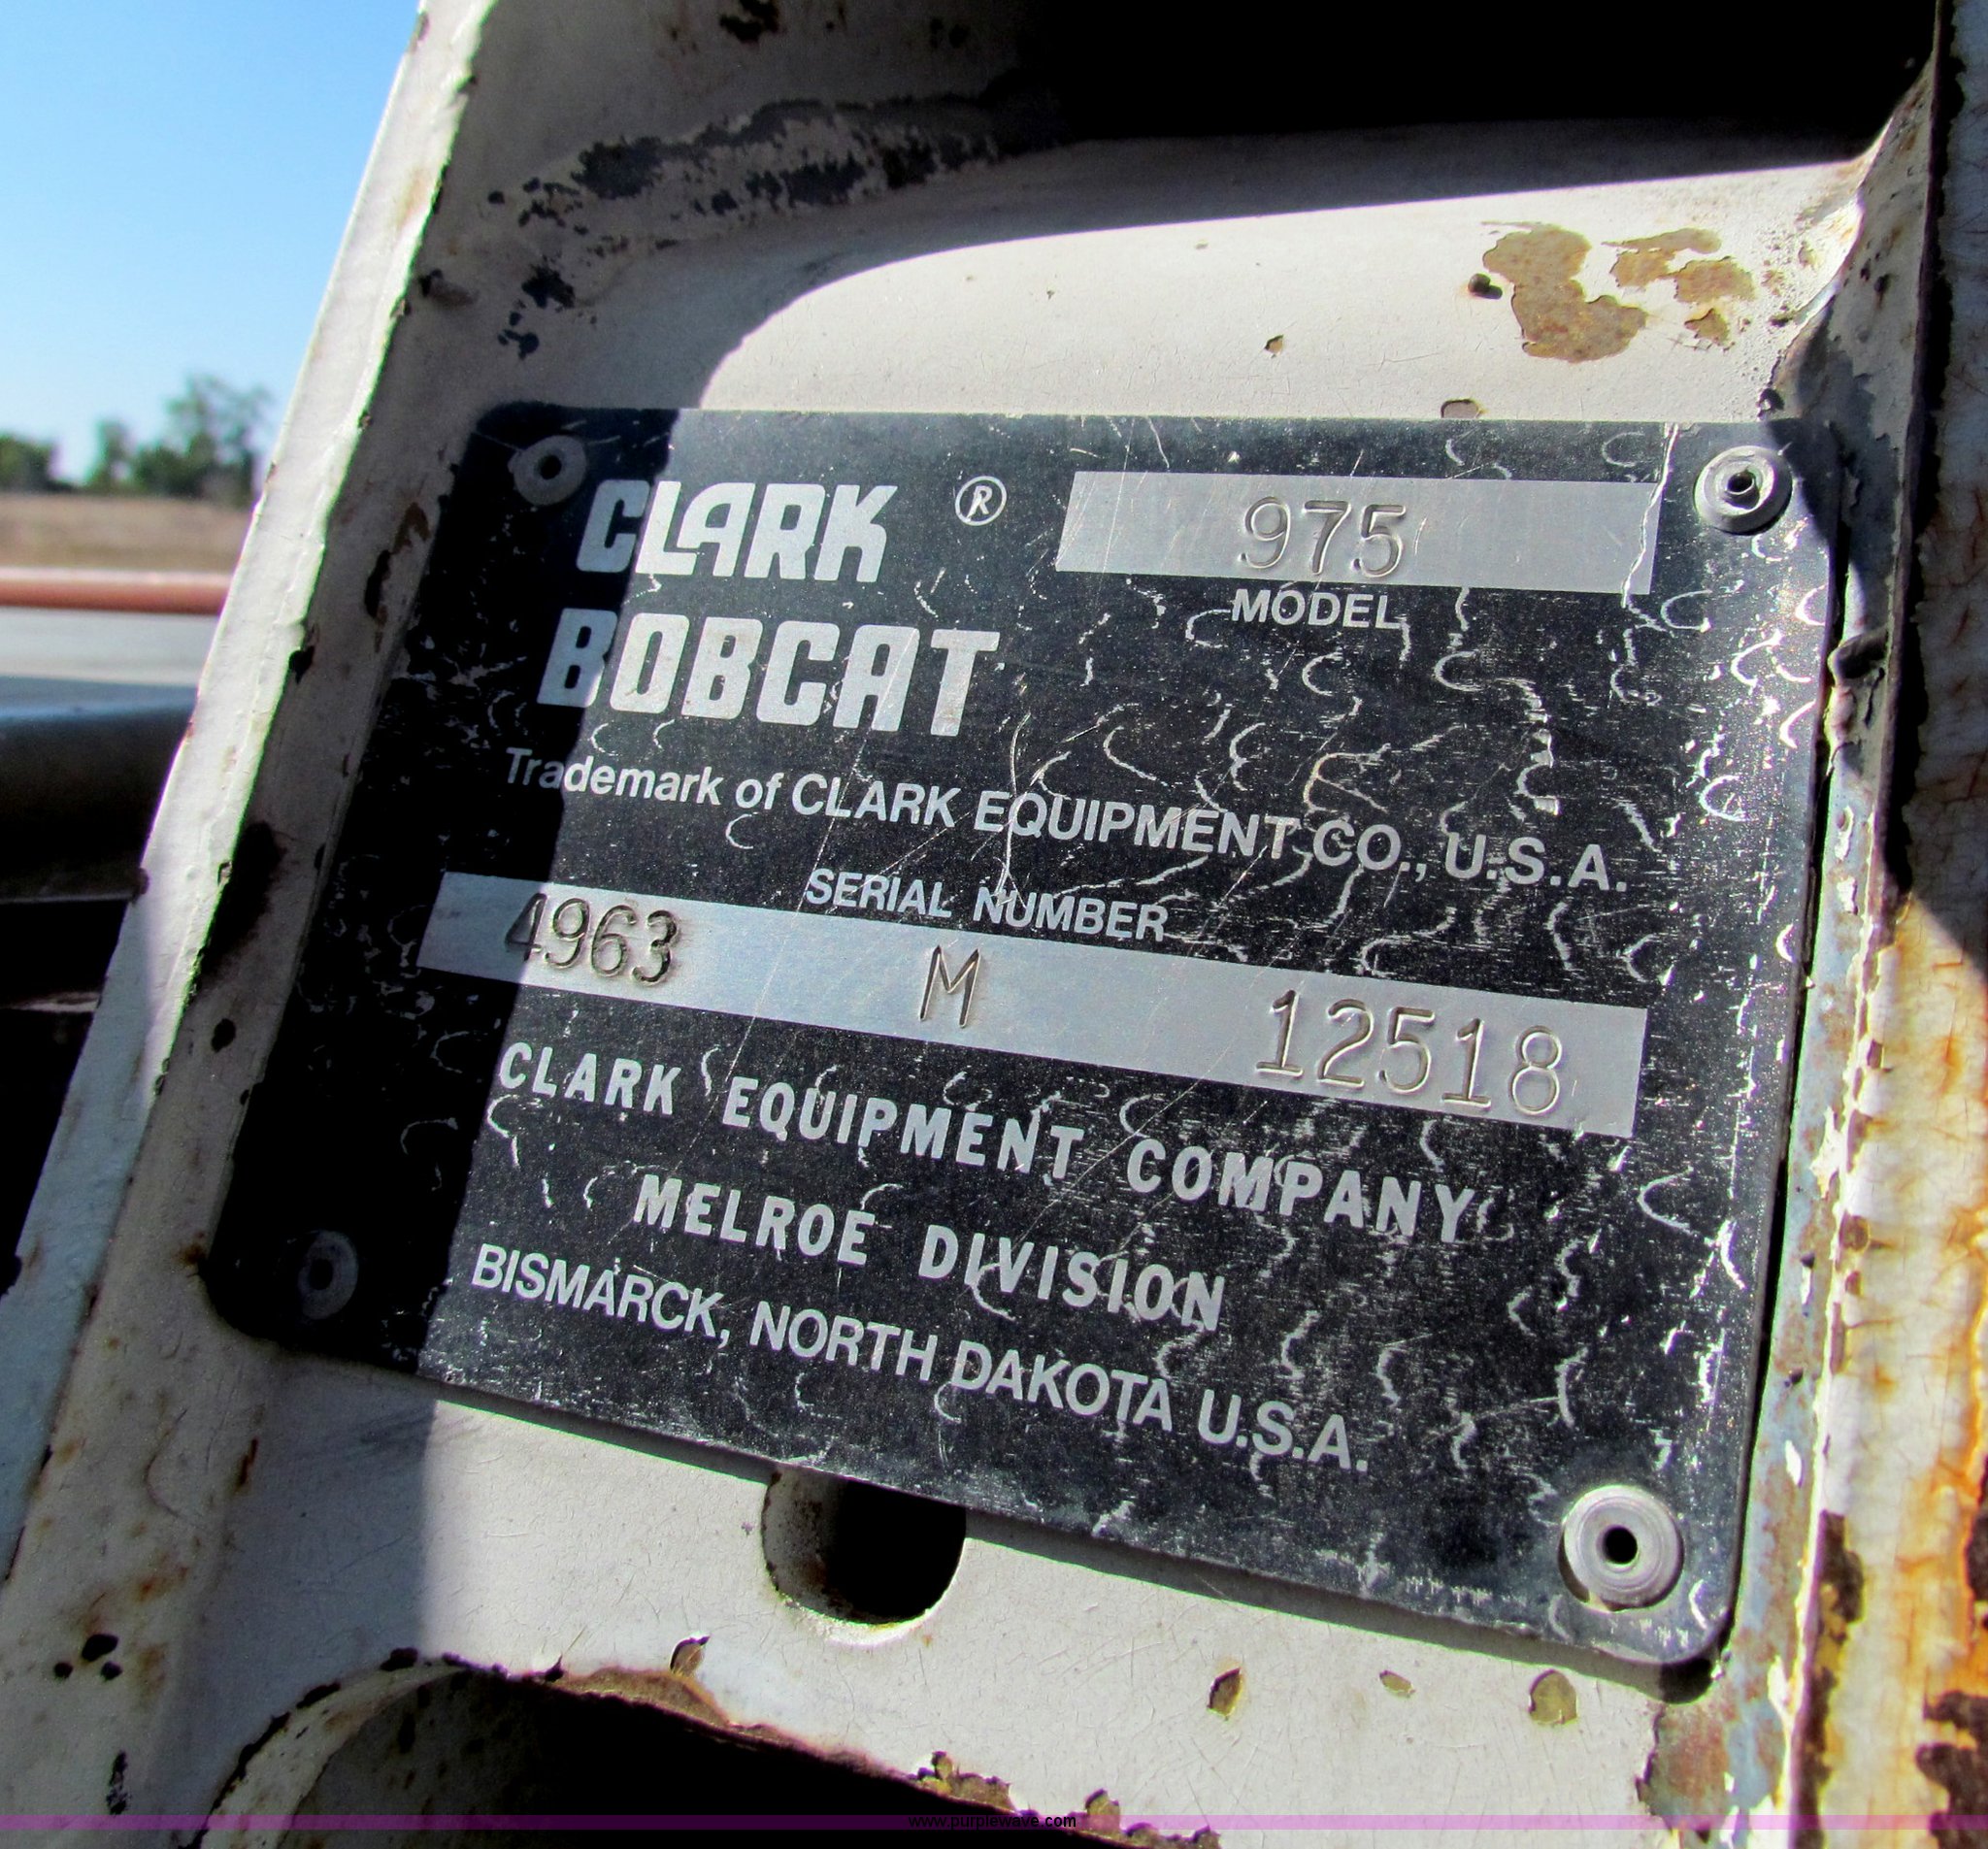 CLARK ®
BOBCAT
975
MODEL
Trademark of CLARK EQUIPMENT CO., U.S.A.
SERIAL NUMBER
4963 M 12518
CLARK EQUIPMENT COMPANY
MELROE DIVISION
BISMARCK, NORTH DAKOTA U.S.A.
www.purplewave.com